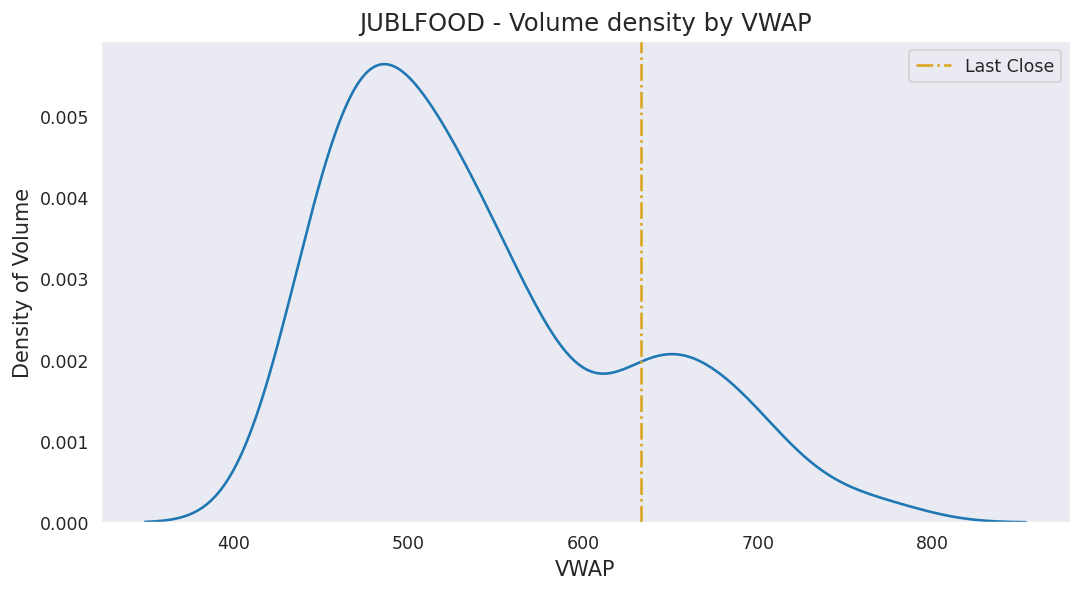 JUBLFOOD - Volume density by VWAP
Last Close
Density of Volume
0.005
0.004
0.003
0.002
0.001
0.000
400 500 600 700 800
VWAP